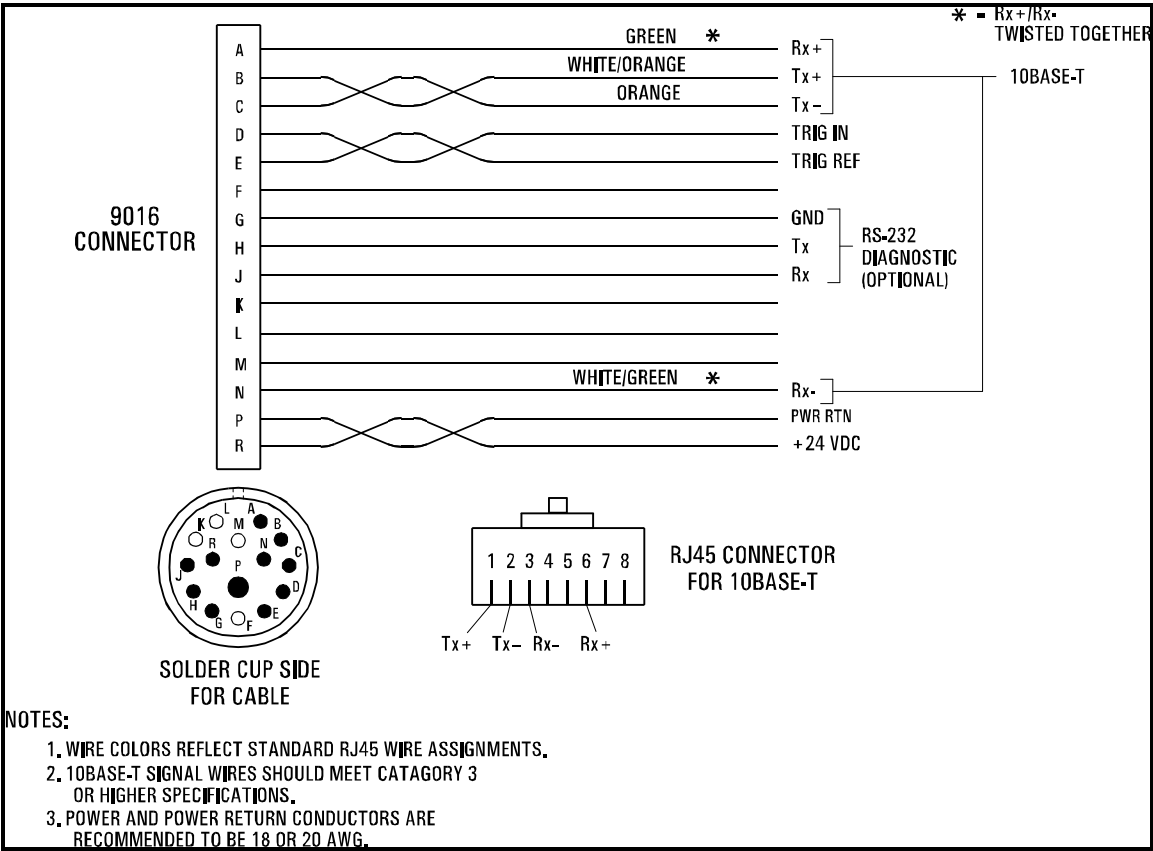 * = Rx+/Rx-
TWISTED TOGETHER
A GREEN * Rx+
B WHITE/ORANGE Tx+ 10BASE-T
C ORANGE Tx-
D TRIG IN
E TRIG REF
F
G GND
H Tx
J Rx
RS-232
DIAGNOSTIC
(OPTIONAL)
9016
CONNECTOR
K
L
M
N WHITE/GREEN * Rx-
P PWR RTN
R +24 VDC
L A
K M B
R N C
J P
H D
G F E
SOLDER CUP SIDE
FOR CABLE
1 2 3 4 5 6 7 8
Tx+ Tx- Rx- Rx+
RJ45 CONNECTOR
FOR 10BASE-T
NOTES:
1. WIRE COLORS REFLECT STANDARD RJ45 WIRE ASSIGNMENTS.
2. 10BASE-T SIGNAL WIRES SHOULD MEET CATAGORY 3
OR HIGHER SPECIFICATIONS.
3. POWER AND POWER RETURN CONDUCTORS ARE
RECOMMENDED TO BE 18 OR 20 AWG.